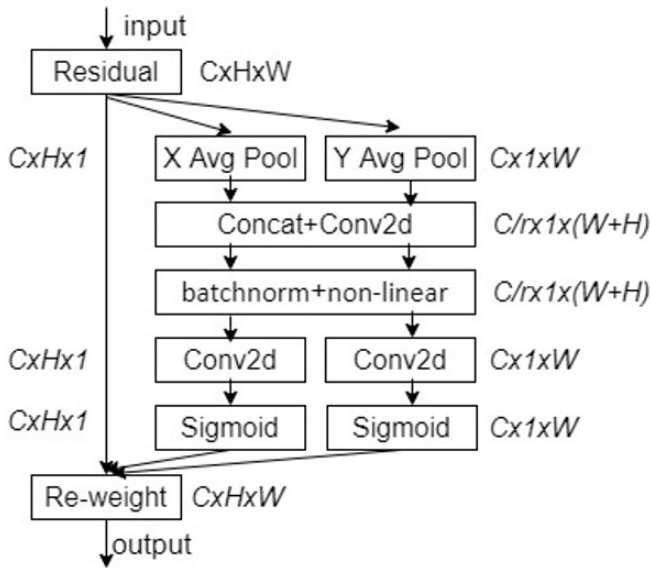 input
Residual CxHxW
CxHx1 X Avg Pool Y Avg Pool Cx1xW
Concat+Conv2d C/rx1x(W+H)
batchnorm+non-linear C/rx1x(W+H)
CxHx1 Conv2d Conv2d Cx1xW
CxHx1 Sigmoid Sigmoid Cx1xW
Re-weight CxHxW
output